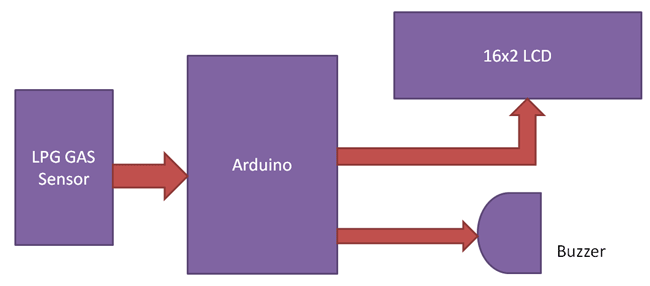 16x2 LCD
LPG GAS
Sensor
Arduino
Buzzer